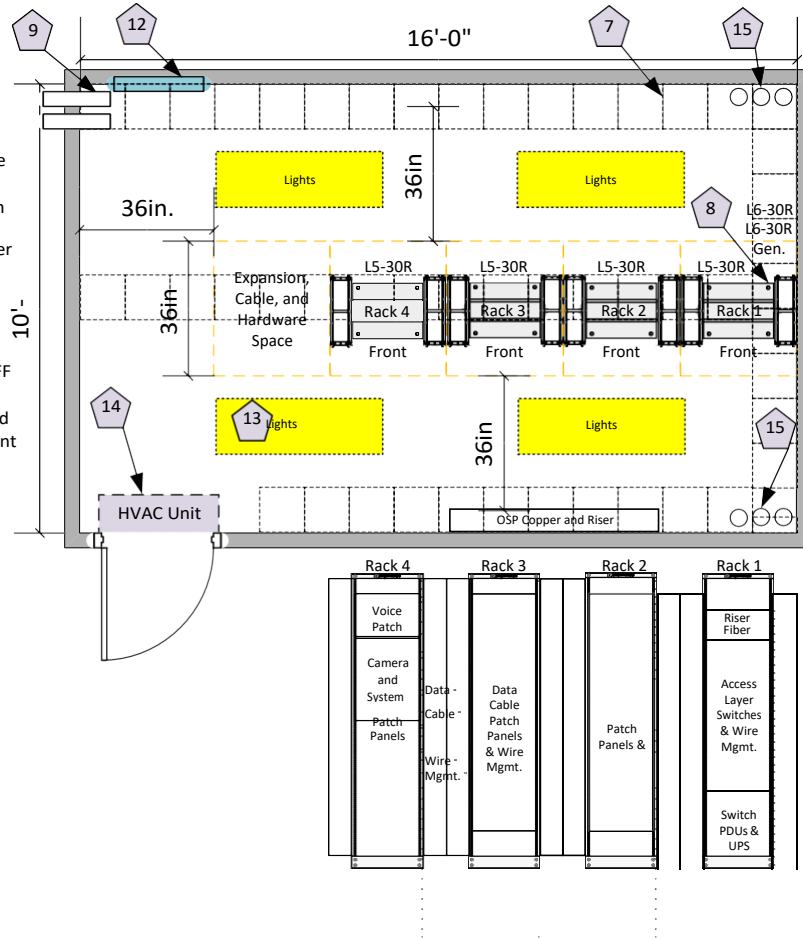 9
12
16'-0"
7
15
e
n
er
FF
d
nt
Lights
Lights
36in
36in.
8
L6-30R
L6-30R
Gen.
L5-30R
L5-30R
L5-30R
L5-30R
Expansion,
Cable, and
Hardware
Space
36in
10'-
Rack 4
Rack 3
Rack 2
Rack 1
Front
Front
Front
Front
14
13
Lights
Lights
36in
15
HVAC Unit
OSP Copper and Riser
Rack 4
Rack 3
Rack 2
Rack 1
Voice
Patch
Camera
and
System
Patch
Panels
Data -
Cable -
Wire -
Mgmt. -
Data
Cable
Patch
Panels
& Wire
Mgmt.
Patch
Panels &
Riser
Fiber
Access
Layer
Switches
& Wire
Mgmt.
Switch
PDUs &
UPS